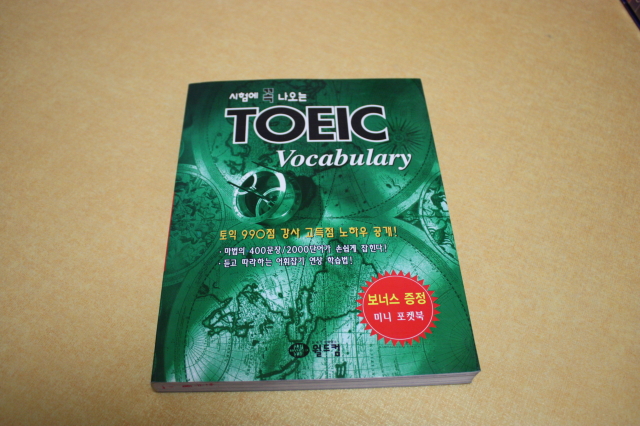 시험에 꼭 나오는
TOEIC
Vocabulary
토익 990점 강사 고득점 노하우 공개!
· 마법의 400문장/2000단어가 손쉽게 잡힌다!
· 듣고 따라하는 어휘잡기 연상 학습법!
보너스 증정
미니 포켓북
월드컴